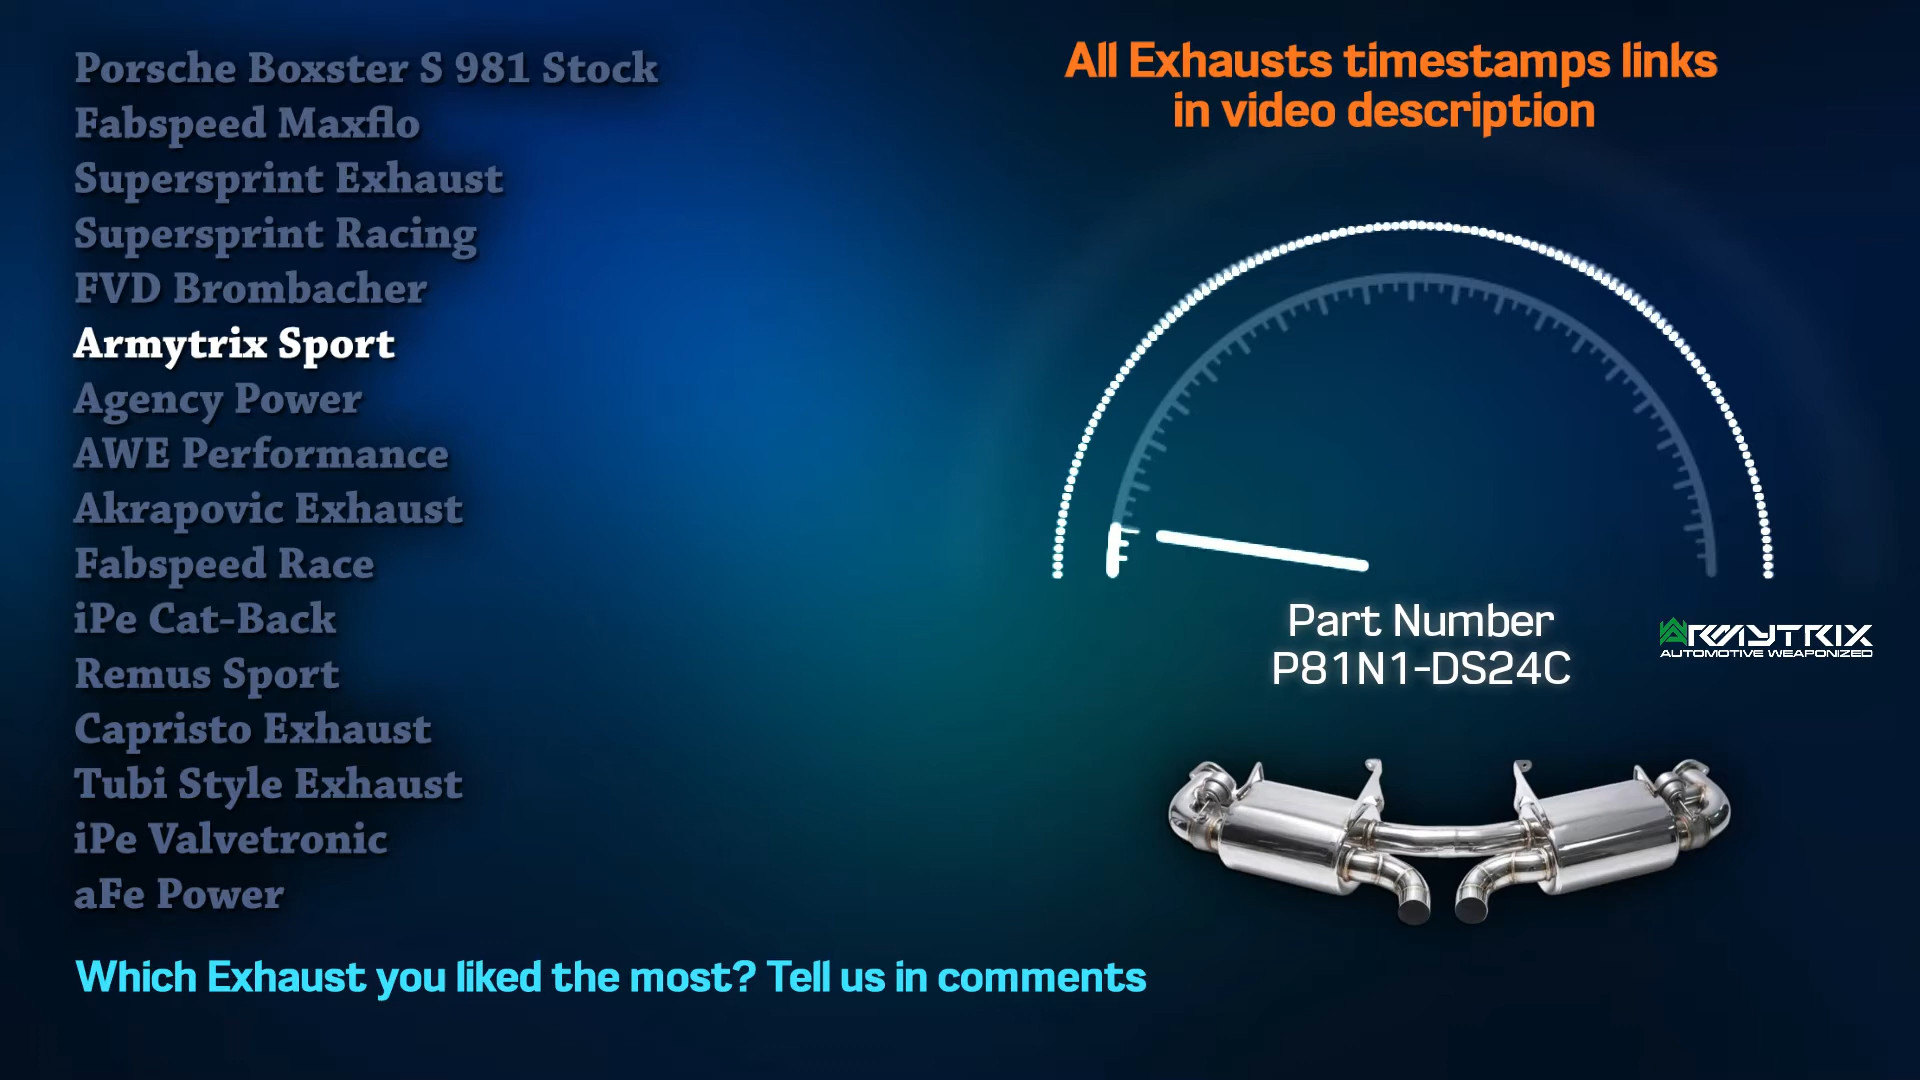 Porsche Boxster S 981 Stock
Fabspeed Maxflo
Supersprint Exhaust
Supersprint Racing
FVD Brombacher
Armytrix Sport
Agency Power
AWE Performance
Akrapovic Exhaust
Fabspeed Race
iPe Cat-Back
Remus Sport
Capristo Exhaust
Tubi Style Exhaust
iPe Valvetronic
aFe Power
Which Exhaust you liked the most? Tell us in comments
All Exhausts timestamps links
in video description
Part Number
P81N1-DS24C
ARMYTRIX
AUTOMOTIVE WEAPONIZED